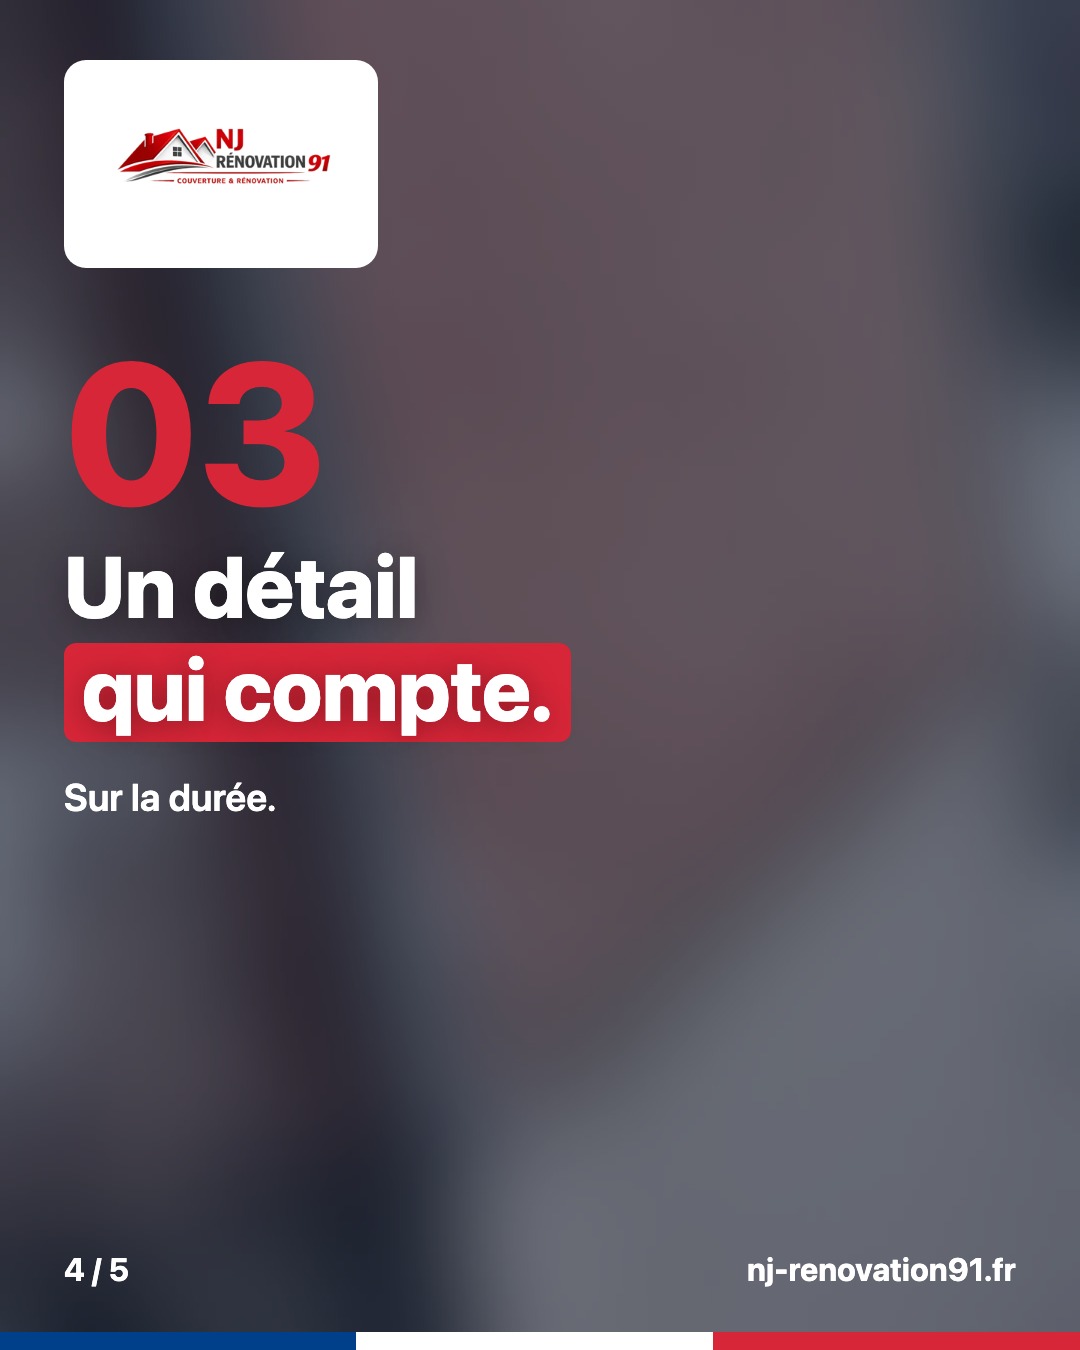 NJ
RÉNOVATION 91
COUVERTURE & RÉNOVATION
03
Un détail
qui compte.
Sur la durée.
4 / 5
nj-renovation91.fr